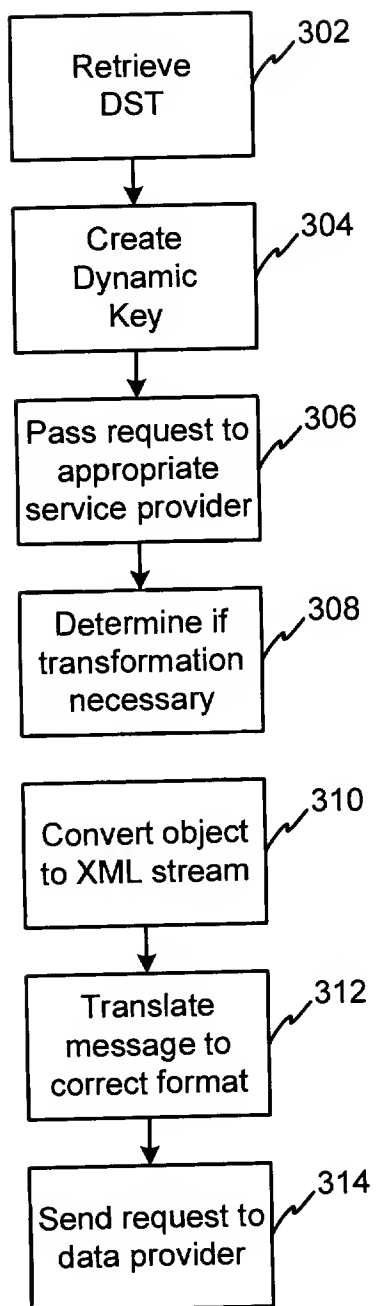 302
Retrieve
DST
304
Create
Dynamic
Key
306
Pass request to
appropriate
service provider
308
Determine if
transformation
necessary
310
Convert object
to XML stream
312
Translate
message to
correct format
314
Send request to
data provider